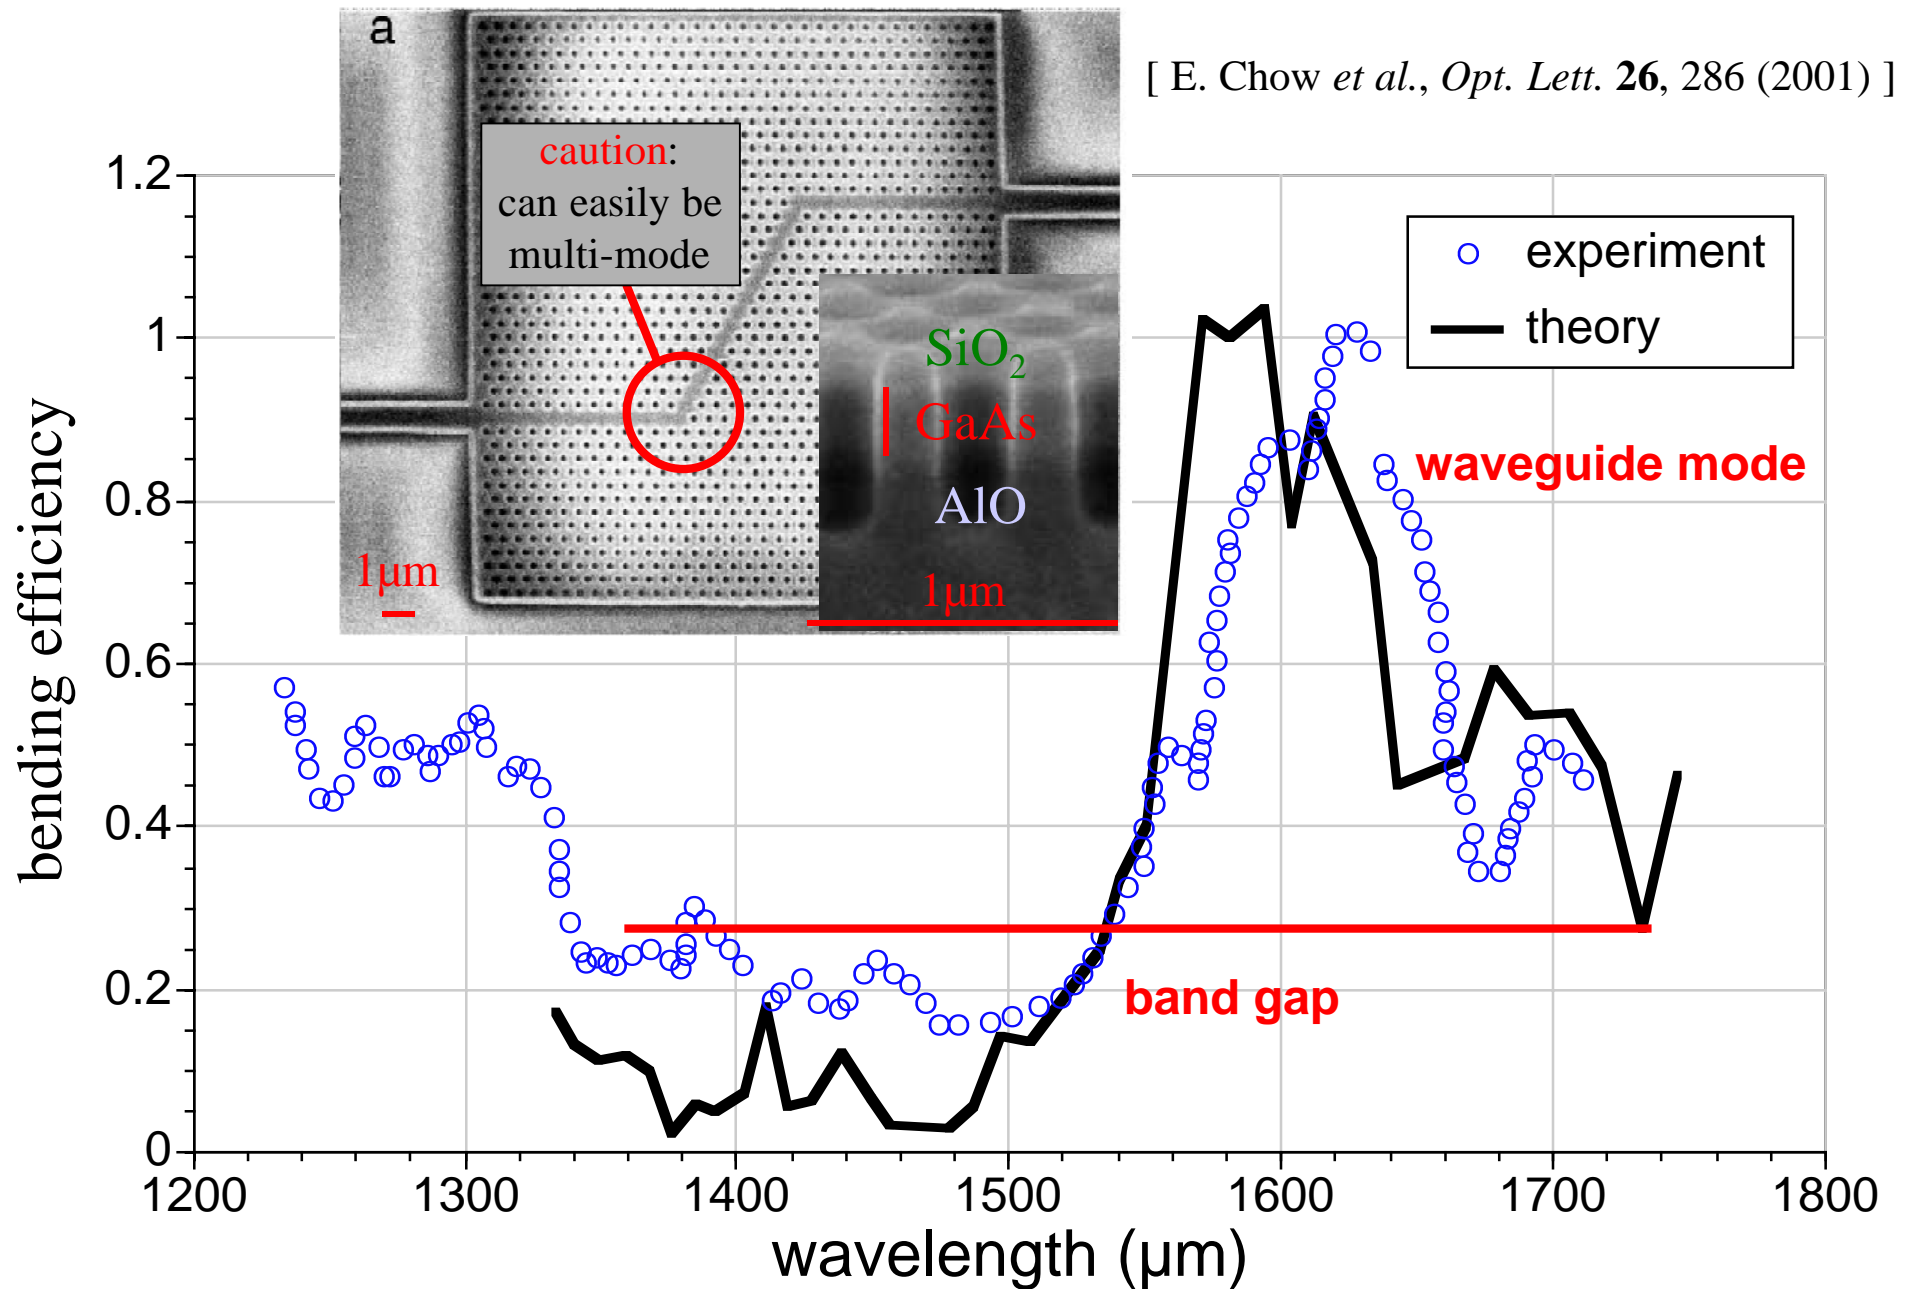 a
[ E. Chow et al., Opt. Lett. 26, 286 (2001) ]
caution:
can easily be
multi-mode
SiO2
GaAs
AlO
1µm
1µm
experiment
theory
waveguide mode
band gap
bending efficiency
1.2
1
0.8
0.6
0.4
0.2
0
1200
1300
1400
1500
1600
1700
1800
wavelength (µm)